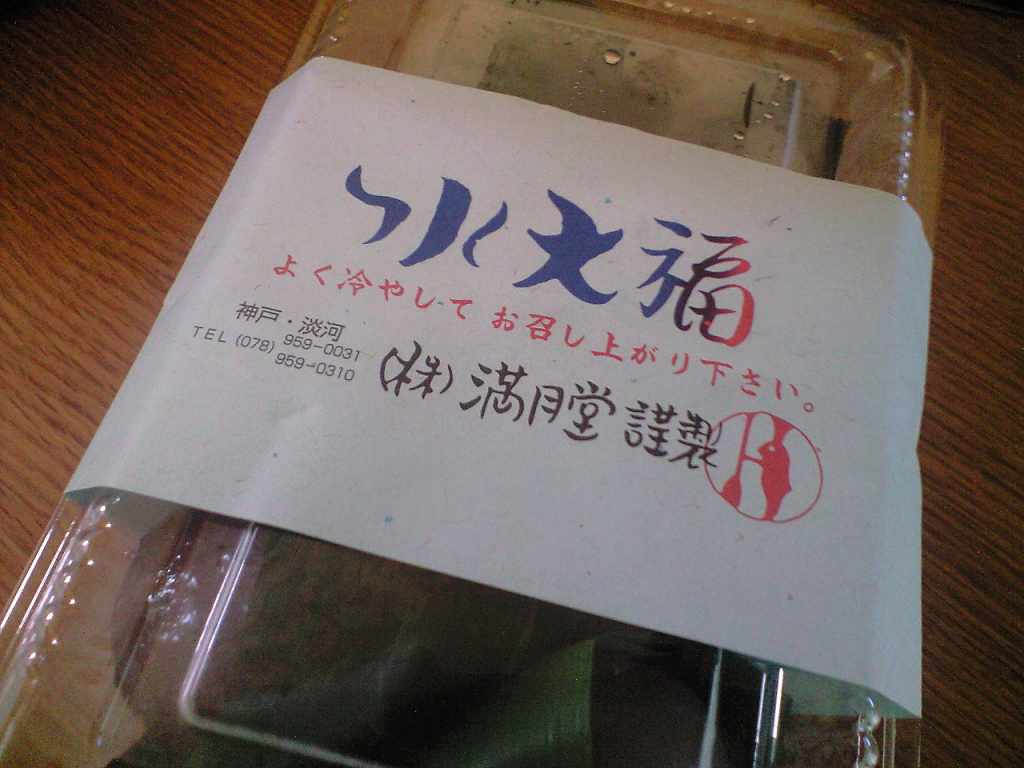 水大福
よく冷やして お召し上がり下さい。
神戸・淡河
TEL (078) 959-0031
959-0310
(株)満月堂 謹製